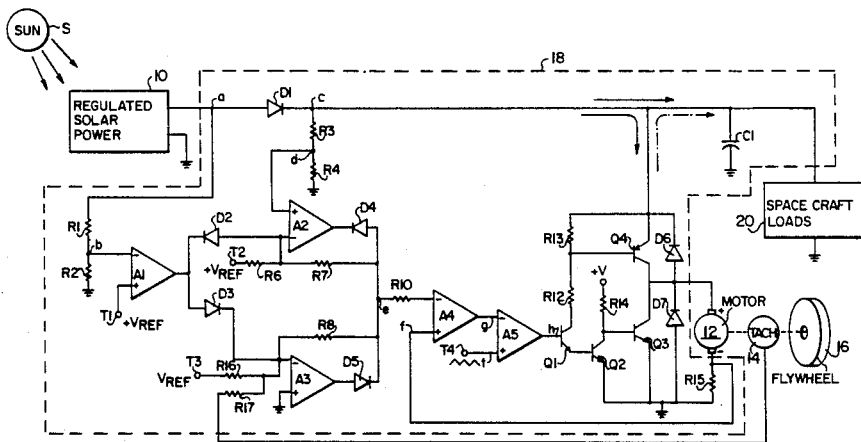 SUN S
10
REGULATED
SOLAR
POWER
a
D1
c
18
R3
d
R4
C1
SPACE CRAFT
LOADS
20
R1
b
R2
A1
T1
+VREF
D2
D3
T2
+VREF
R6
R7
A2
D4
R8
T3
VREF
R16
R17
A3
D5
e
R10
f
A4
g
A5
T4
h
Q1
R13
R12
+V
R14
Q4
Q2
Q3
D6
D7
MOTOR
12
TACH
14
16
FLYWHEEL
R15
+
−